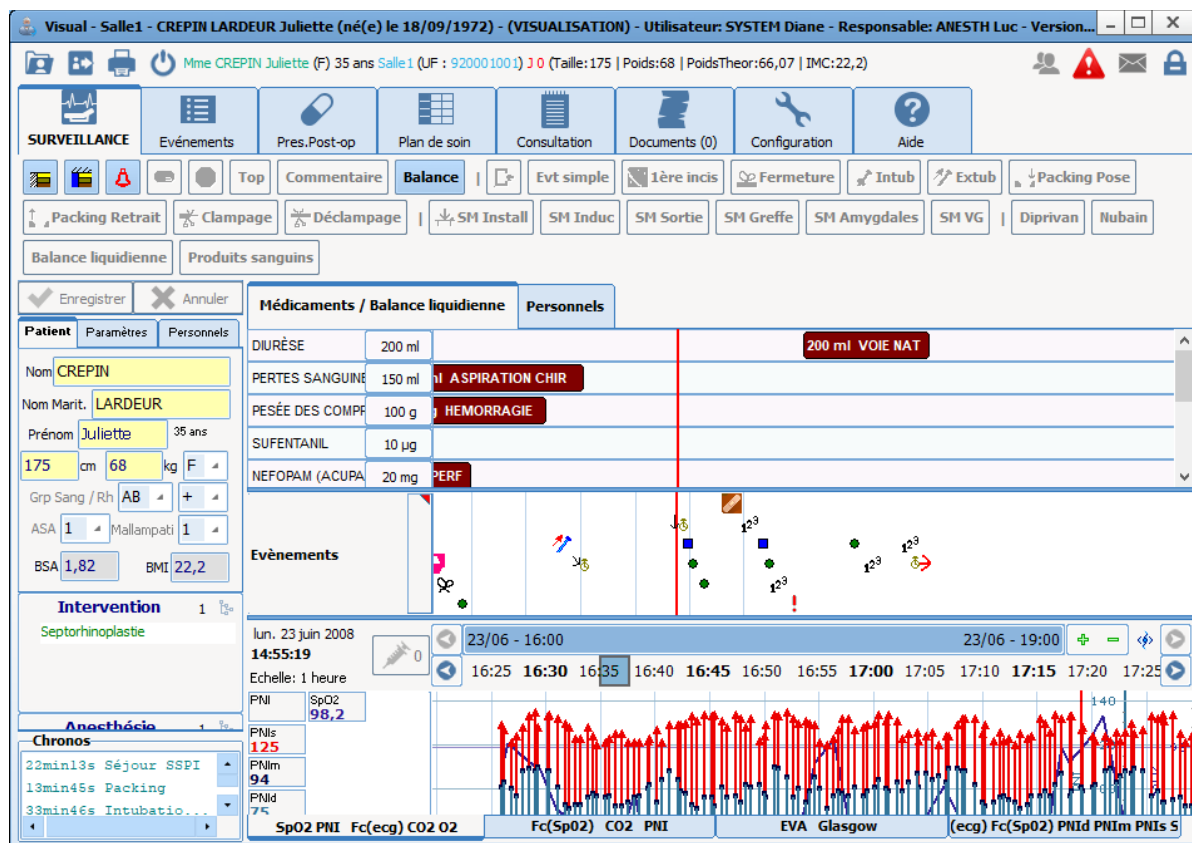 Visual - Salle1 - CREPIN LARDEUR Juliette (né(e) le 18/09/1972) - (VISUALISATION) - Utilisateur: SYSTEM Diane - Responsable: ANESTH Luc - Version...
Mme CREPIN Juliette (F) 35 ans Salle1 (UF : 920001001) J 0 (Taille:175 | Poids:68 | PoidsTheor:66,07 | IMC:22,2)
SURVEILLANCE Evénements Pres.Post-op Plan de soin Consultation Documents (0) Configuration Aide
Top Commentaire Balance | Evt simple 1ère incis Fermeture Intub Extub Packing Pose
Packing Retrait Clampage Déclampage | SM Install SM Induc SM Sortie SM Greffe SM Amygdales SM VG | Diprivan Nubain
Balance liquidienne Produits sanguins
Enregistrer Annuler
Médicaments / Balance liquidienne Personnels
Patient Paramètres Personnels
DIURÈSE 200 ml 200 ml VOIE NAT
Nom CREPIN
PERTES SANGUINE 150 ml ml ASPIRATION CHIR
Nom Marit. LARDEUR
PESÉE DES COMPR 100 g g HEMORRAGIE
Prénom Juliette 35 ans
SUFENTANIL 10 µg
175 cm 68 kg F
NEFOPAM (ACUPA 20 mg PERF
Grp Sang / Rh AB +
ASA 1 Mallampati 1
Evènements
BSA 1,82 BMI 22,2
Intervention 1
Septorhinoplastie
lun. 23 juin 2008
14:55:19
Echelle: 1 heure
0
23/06 - 16:00 23/06 - 19:00
16:25 16:30 16:35 16:40 16:45 16:50 16:55 17:00 17:05 17:10 17:15 17:20 17:25
PNI SpO2
98,2
PNIs
125
PNIm
94
PNId
75
140
Anesthésie 1
Chronos
22min13s Séjour SSPI
13min45s Packing
33min46s Intubatio...
SpO2 PNI Fc(ecg) CO2 O2 Fc(Sp02) CO2 PNI EVA Glasgow (ecg) Fc(Sp02) PNId PNIm PNIs S